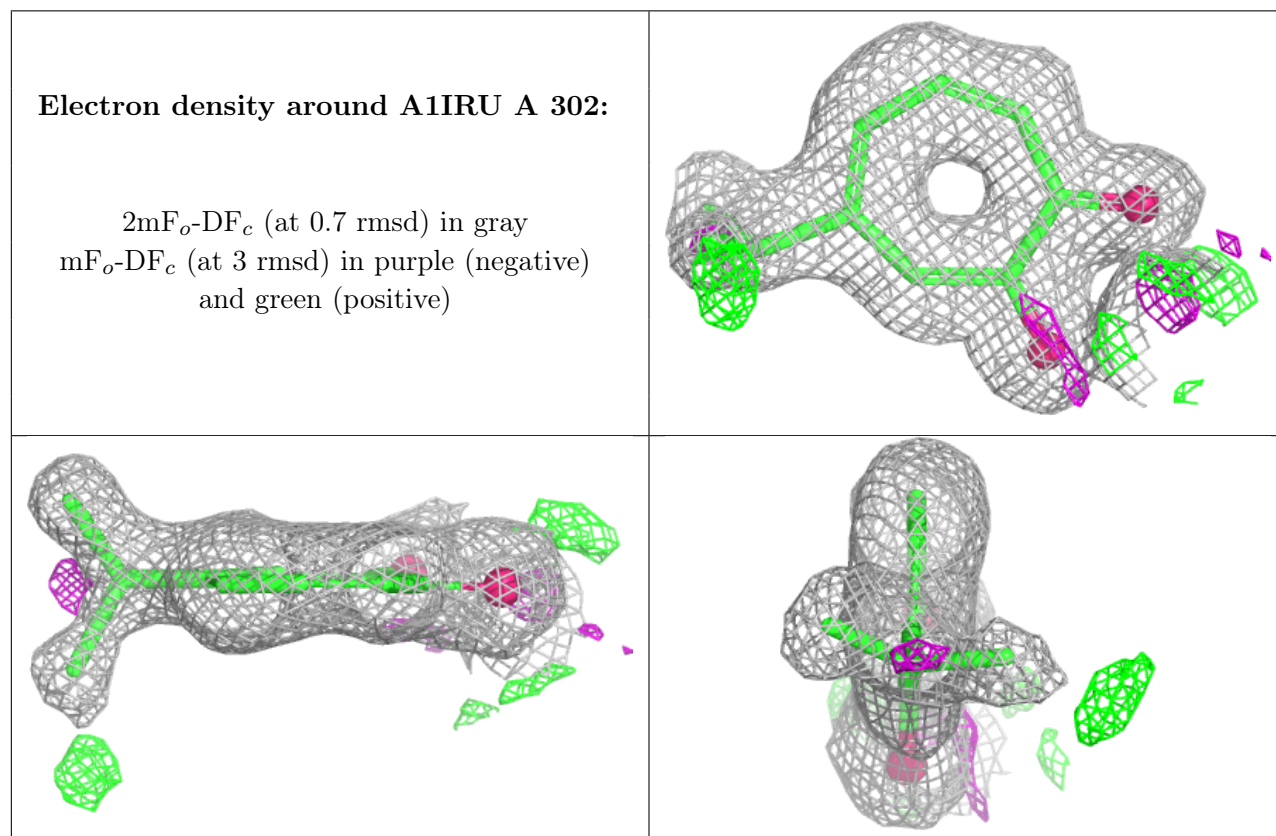 Electron density around A1IRU A 302:
2mFo-DFc (at 0.7 rmsd) in gray
mFo-DFc (at 3 rmsd) in purple (negative)
and green (positive)